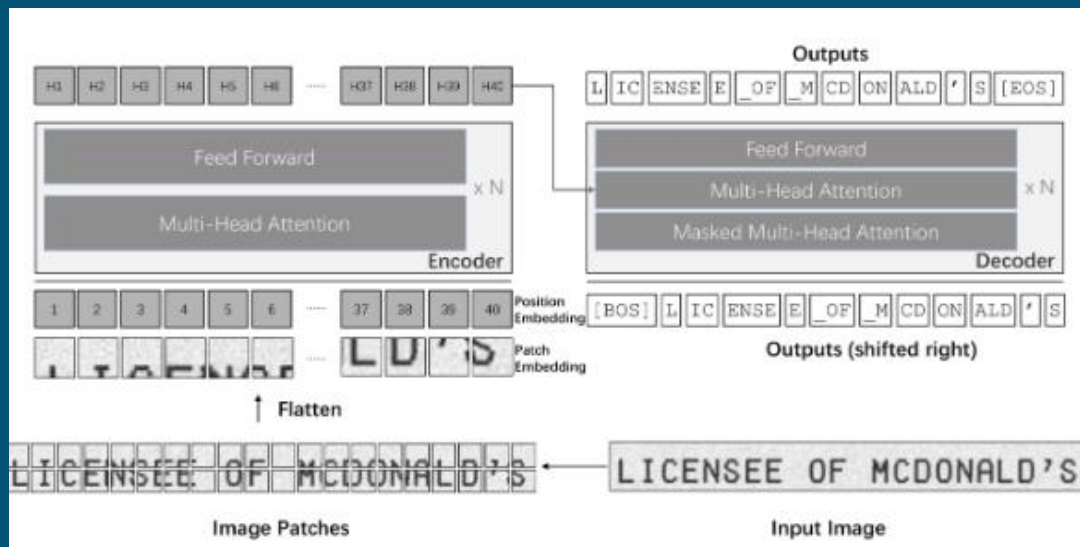 Outputs
H1 H2 H3 H4 H5 H6 ..... H37 H38 H39 H40
L IC ENSE E _OF _M CD ON ALD ' S [EOS]
Feed Forward
Multi-Head Attention
x N
Encoder
Feed Forward
Multi-Head Attention
Masked Multi-Head Attention
x N
Decoder
1 2 3 4 5 6 ..... 37 38 39 40
Position
Embedding
[BOS] L IC ENSE E _OF _M CD ON ALD ' S
LICENSE ..... LD'S
Patch
Embedding
Outputs (shifted right)
Flatten
LICENSEE OF MCDONALD'S
LICENSEE OF MCDONALD'S
Image Patches
Input Image